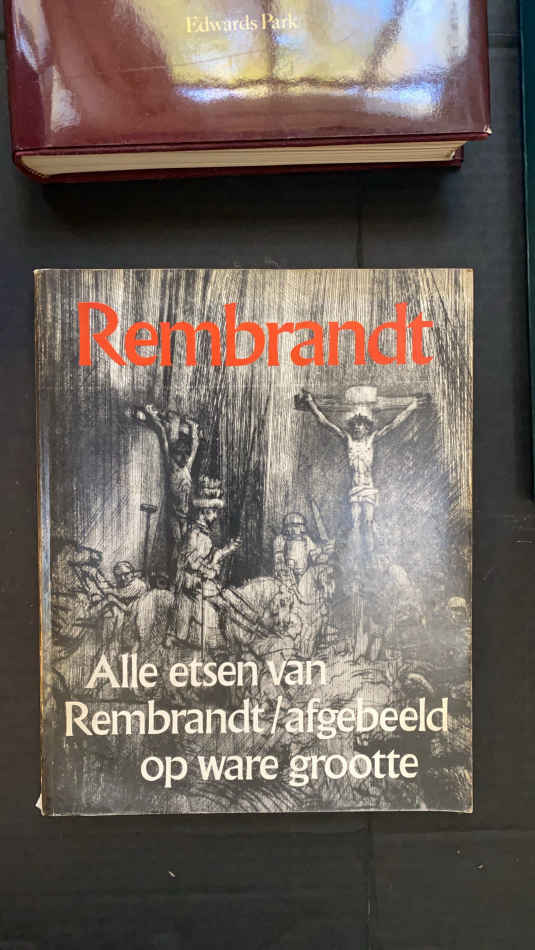 Edwards Park
Rembrandt
Alle etsen van
Rembrandt/afgebeeld
op ware grootte